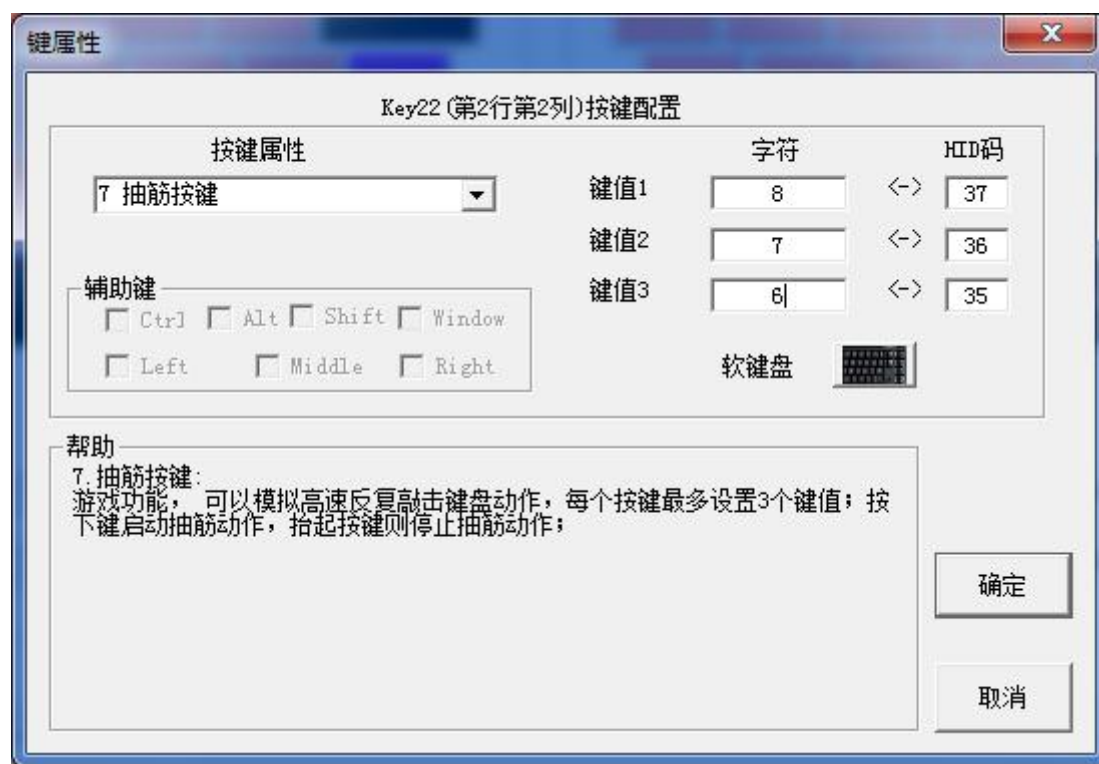 键属性
Key22(第2行第2列)按键配置
按键属性
字符
HID码
7 抽筋按键
键值1
8
<->
37
键值2
7
<->
36
辅助键
键值3
6
<->
35
Ctrl
Alt
Shift
Window
Left
Middle
Right
软键盘
帮助
7.抽筋按键:
游戏功能, 可以模拟高速反复敲击键盘动作,每个按键最多设置3个键值;按
下键启动抽筋动作,抬起按键则停止抽筋动作;
确定
取消